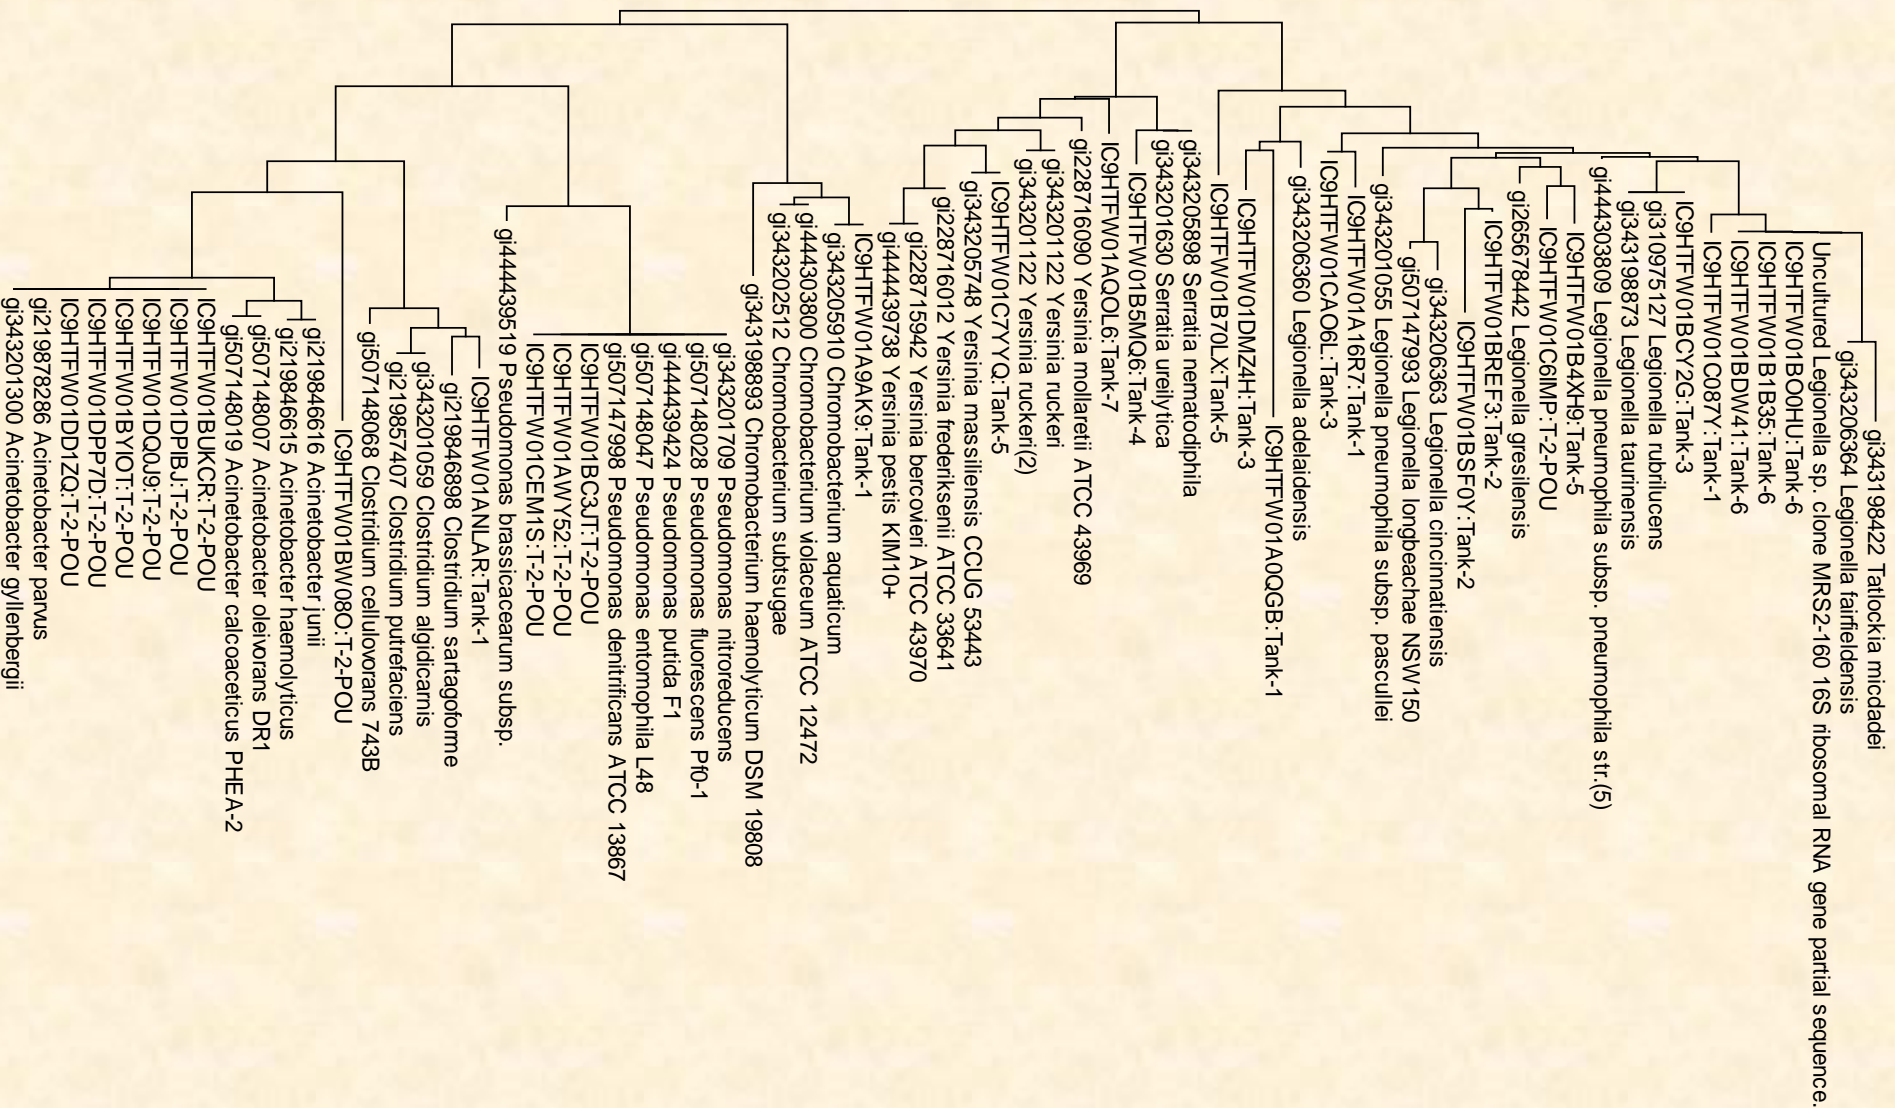 gi343198422 Tatlockia micdadei
gi343206364 Legionella fairfieldensis
Uncultured Legionella sp. clone MRS2-160 16S ribosomal RNA gene partial sequence.
IC9HTFW01BO0HU:Tank-6
IC9HTFW01B1B35:Tank-6
IC9HTFW01BDW41:Tank-6
IC9HTFW01C087Y:Tank-1
IC9HTFW01BCY2G:Tank-3
gi310975127 Legionella rubrilucens
gi343198873 Legionella taurinensis
gi444303809 Legionella pneumophila subsp. pneumophila str.(5)
IC9HTFW01B4XH9:Tank-5
IC9HTFW01C6IMP:T-2-POU
gi265678442 Legionella gresilensis
IC9HTFW01BREF3:Tank-2
IC9HTFW01BSF0Y:Tank-2
gi343206363 Legionella cincinnatiensis
gi507147993 Legionella longbeachae NSW150
gi343201055 Legionella pneumophila subsp. pascullei
IC9HTFW01A16R7:Tank-1
IC9HTFW01CAO6L:Tank-3
gi343206360 Legionella adelaidensis
IC9HTFW01A0QGB:Tank-1
IC9HTFW01DMZ4H:Tank-3
IC9HTFW01B70LX:Tank-5
gi343205898 Serratia nematodiphila
gi343201630 Serratia ureilytica
IC9HTFW01B5MQ6:Tank-4
IC9HTFW01AQOL6:Tank-7
gi228716090 Yersinia mollaretii ATCC 43969
gi343201122 Yersinia ruckeri
gi343201122 Yersinia ruckeri(2)
IC9HTFW01C7YYQ:Tank-5
gi343205748 Yersinia massiliensis CCUG 53443
gi228716012 Yersinia frederiksenii ATCC 33641
gi228715942 Yersinia bercovieri ATCC 43970
gi444439738 Yersinia pestis KIM10+
IC9HTFW01A9AK9:Tank-1
gi343205910 Chromobacterium aquaticum
gi444303800 Chromobacterium violaceum ATCC 12472
gi343202512 Chromobacterium subtsugae
gi343198893 Chromobacterium haemolyticum DSM 19808
gi343201709 Pseudomonas nitroreducens
gi507148028 Pseudomonas fluorescens Pf0-1
gi444439424 Pseudomonas putida F1
gi507148047 Pseudomonas entomophila L48
gi507147998 Pseudomonas denitrificans ATCC 13867
IC9HTFW01BC3JT:T-2-POU
IC9HTFW01AWY52:T-2-POU
IC9HTFW01CEM1S:T-2-POU
gi444439519 Pseudomonas brassicacearum subsp.
IC9HTFW01ANLAR:Tank-1
gi219846898 Clostridium sartagoforme
gi343201059 Clostridium algidicarnis
gi219857407 Clostridium putrefaciens
gi507148068 Clostridium cellulovorans 743B
IC9HTFW01BW08O:T-2-POU
gi219846616 Acinetobacter junii
gi219846615 Acinetobacter haemolyticus
gi507148007 Acinetobacter oleivorans DR1
gi507148019 Acinetobacter calcoaceticus PHEA-2
IC9HTFW01BUKCR:T-2-POU
IC9HTFW01DPIBJ:T-2-POU
IC9HTFW01DQ0J9:T-2-POU
IC9HTFW01BYIOT:T-2-POU
IC9HTFW01DPP7D:T-2-POU
IC9HTFW01DD1ZQ:T-2-POU
gi219878286 Acinetobacter parvus
gi343201300 Acinetobacter gyllenbergii